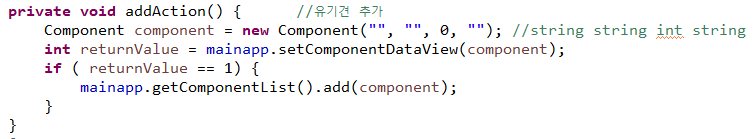 private void addAction() {		//유기견 추가
	Component component = new Component("", "", 0, ""); //string string int string
	int returnValue = mainapp.setComponentDataView(component);
	if ( returnValue == 1) {
		mainapp.getComponentList().add(component);
	}
}